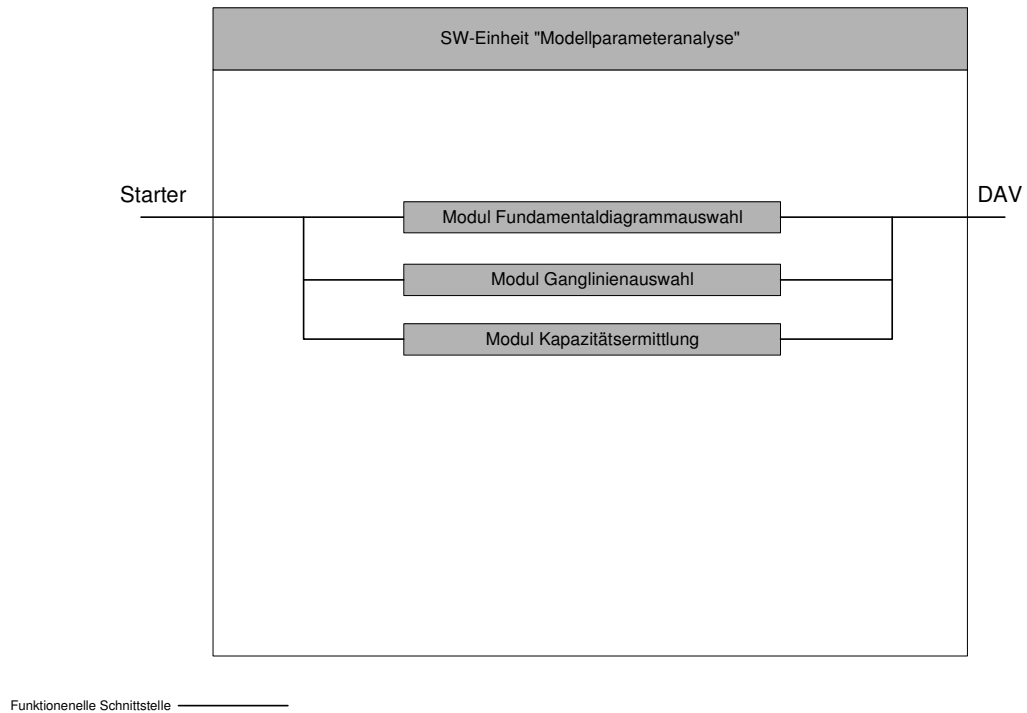 SW-Einheit "Modellparameteranalyse"
Starter
DAV
Modul Fundamentaldiagrammauswahl
Modul Ganglinienauswahl
Modul Kapazitätsermittlung
Funktionenelle Schnittstelle